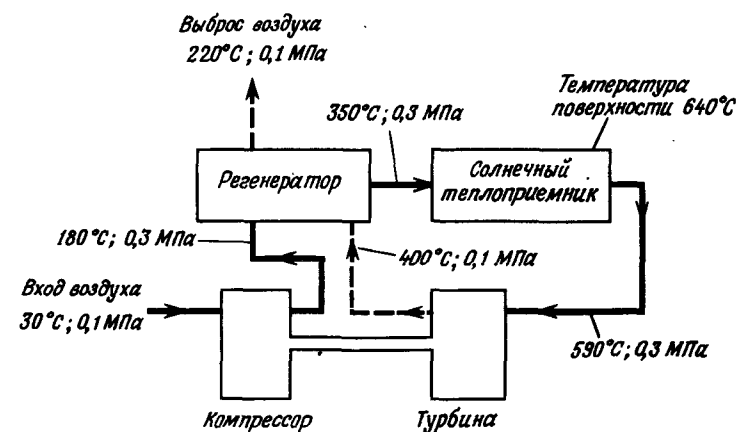 Выброс воздуха
220°С; 0,1 МПа
Температура
поверхности 640°С
350°С; 0,3 МПа
Регенератор
Солнечный
теплоприемник
180°С; 0,3 МПа
400°С; 0,1 МПа
Вход воздуха
30°С; 0,1 МПа
590°С; 0,3 МПа
Компрессор
Турбина